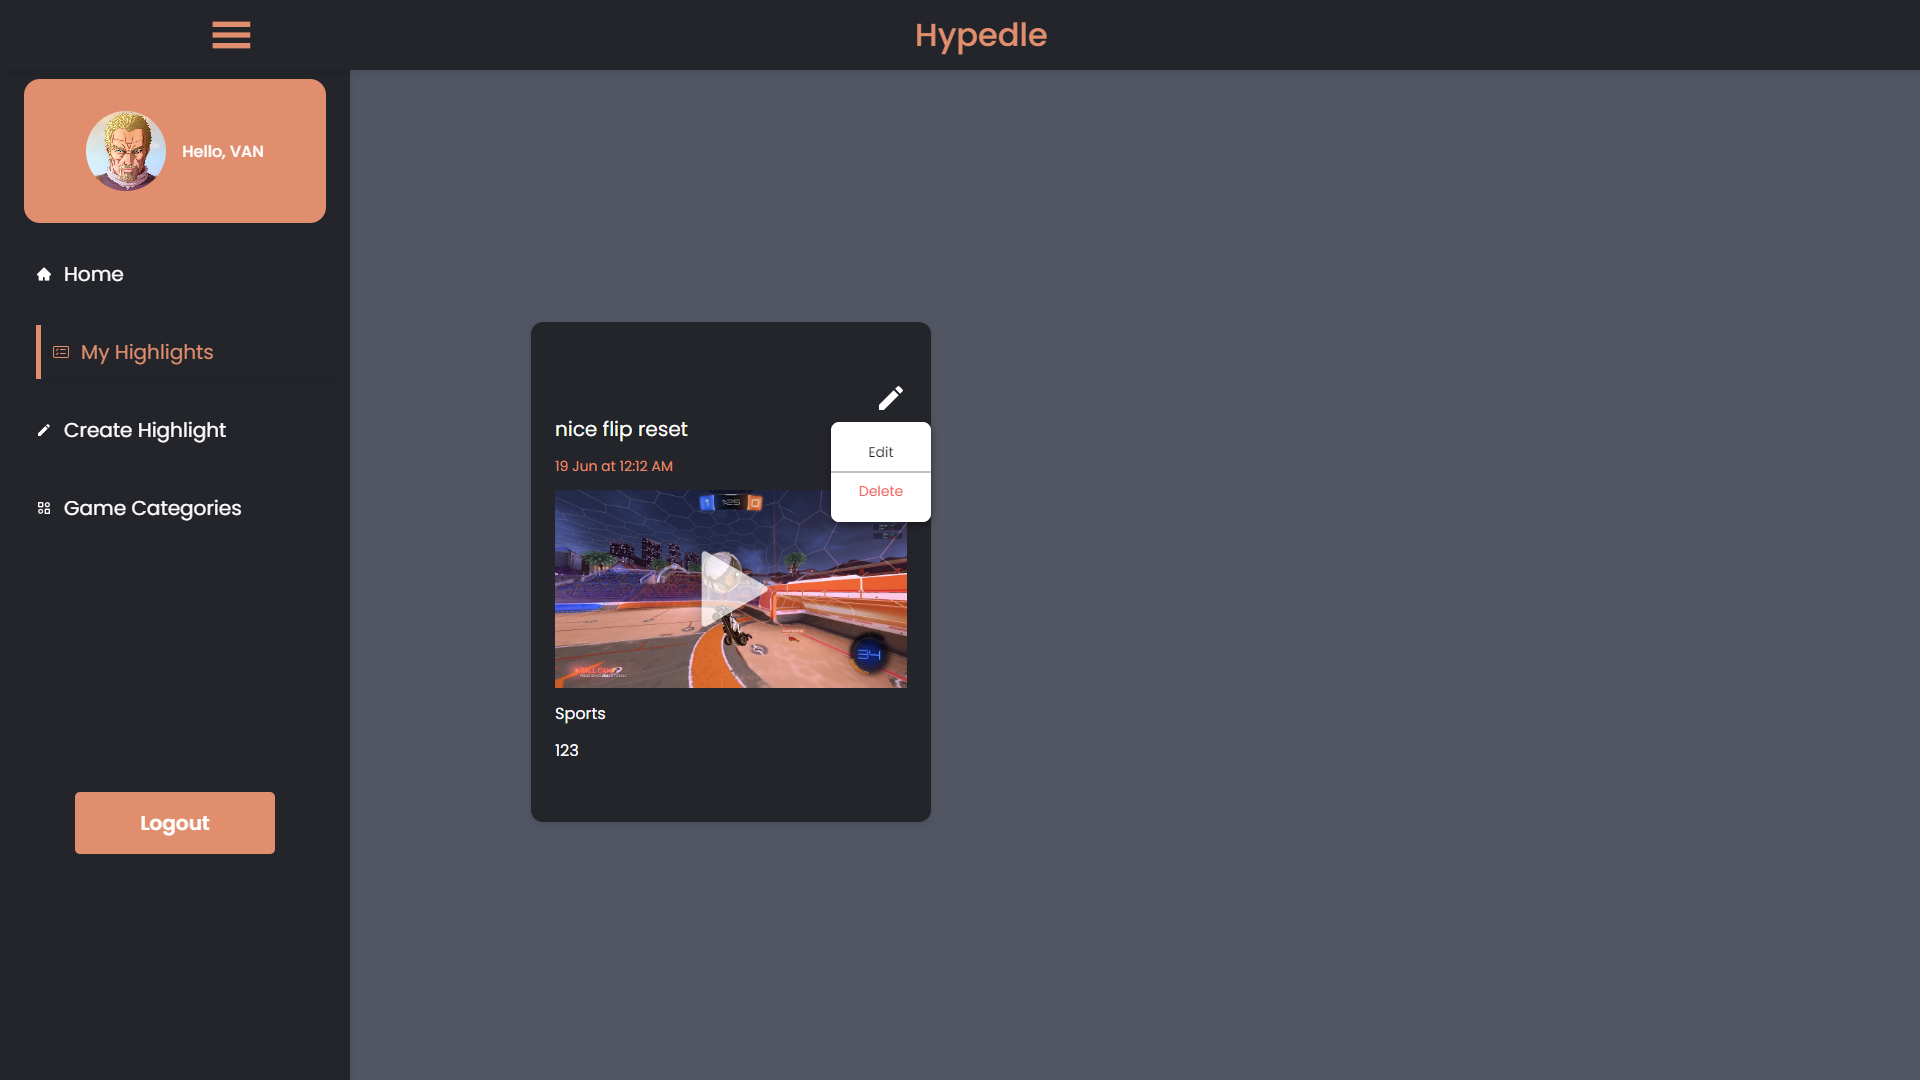 Hypedle
Hello, VAN
Home
My Highlights
Create Highlight
Game Categories
Logout
nice flip reset
19 Jun at 12:12 AM
Edit
Delete
1 1:25 0
34
Sports
123